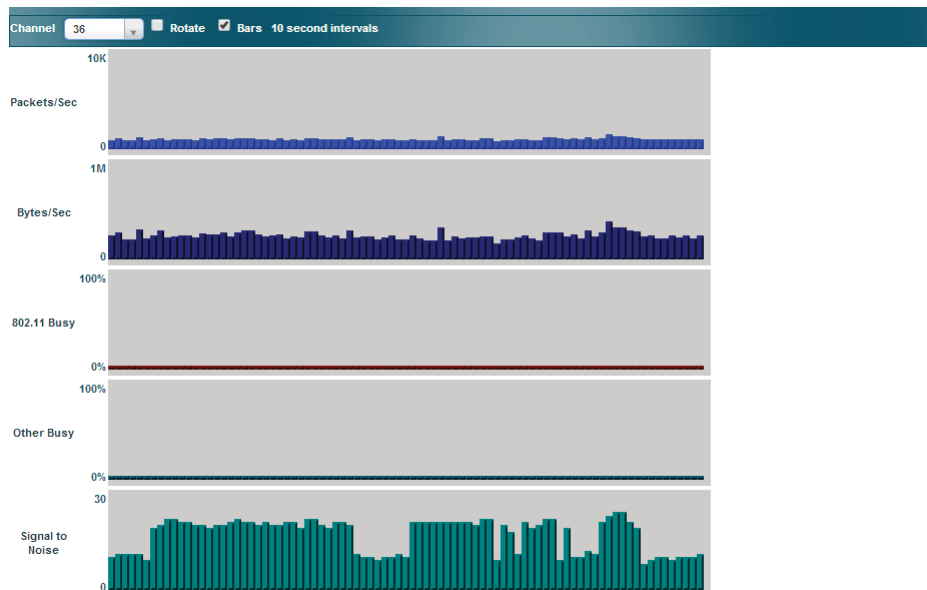 Channel 36 Rotate Bars 10 second intervals
10K
Packets/Sec
0
1M
Bytes/Sec
0
100%
802.11 Busy
0%
100%
Other Busy
0%
30
Signal to
Noise
0